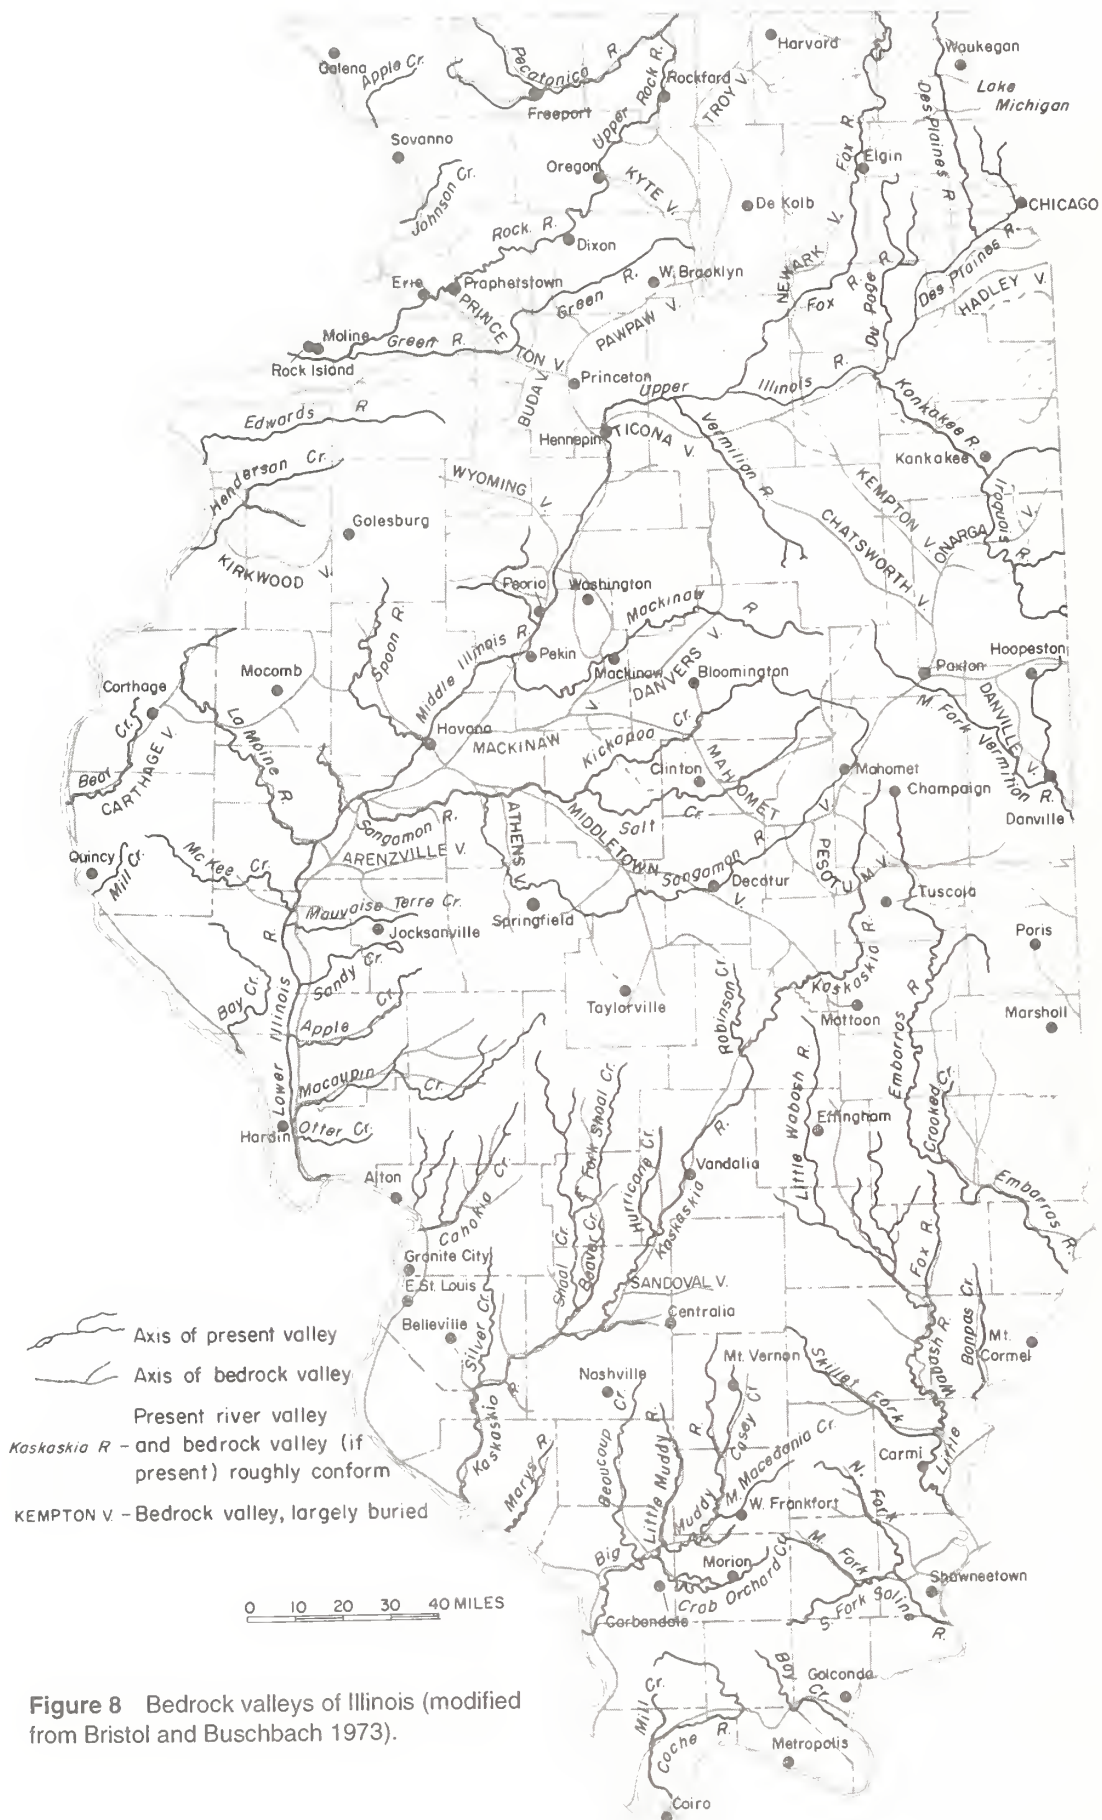 Harvard
Waukegan
Galena
Apple Cr.
Pecatonica R.
Rockford
Upper Rock R.
TROY V.
Lake
Michigan
Des Plaines R.
Freeport
Fox R.
Elgin
Savanna
Johnson Cr.
Oregon
KYTE V.
De Kalb
CHICAGO
Rock R.
Dixon
NEWARK V.
Des Plaines R.
HADLEY V.
Erie
Prophetstown
W. Brooklyn
Green R.
Fox R.
Du Page R.
PRINCETON V.
PAWPAW V.
Moline
Green R.
Rock Island
BUDA V.
Princeton
Upper Illinois R.
Kankakee R.
Edwards R
Hennepin
TICONA V.
Vermilion R.
Kankakee
Henderson Cr.
WYOMING V.
KEMPTON V.
Iroquois R.
Galesburg
CHATSWORTH V.
ONARGA V.
KIRKWOOD V.
Peoria
Washington
Mackinaw R
Spoon R.
Middle Illinois R.
Pekin
Mackinaw
DANVERS V.
Bloomington
Paxton
Hoopeston
Macomb
Carthage
Bear Cr.
CARTHAGE V.
La Moine R.
Havana
MACKINAW V.
Kickapoo Cr.
MAHOMET V.
M. Fork Vermilion R.
DANVILLE V.
Clinton
Mahomet
Champaign
Danville
Sangamon R.
ATHENS V.
MIDDLETOWN V.
Salt Cr.
Quincy
Mill Cr.
Mc Kee Cr.
ARENZVILLE V.
Sangamon R.
Decatur
PESOTUM V.
Tuscola
Mauvaise Terre Cr.
Jacksonville
Springfield
Paris
Bay Cr.
Sandy Cr.
Kaskaskia R.
Robinson Cr.
Taylorville
Mattoon
Marshall
Apple Cr.
Embarras R
Lower Illinois R.
Macoupin Cr.
Little Wabash R.
Crooked Cr.
Hardin
Otter Cr.
Effingham
Fork Shoal Cr.
Hurricane Cr.
Vandalia
Alton
Cahokia Cr.
Kaskaskia R.
Embarras R.
Granite City
Shoal Cr.
Beaver Cr.
Fox R.
E. St. Louis
SANDOVAL V.
Belleville
Silver Cr.
Centralia
Bonpas Cr.
Mt.
Carmel
Nashville
Mt. Vernon
Skillet Fork
Little Wabash R.
Kaskaskia R.
Marys R.
Beaucoup Cr.
Little Muddy R.
Casey Cr
M. Macedonia Cr.
Carmi
W. Frankfort
N. Fork
Big Muddy R.
Marion
M. Fork
Shawneetown
Crab Orchard Cr.
Carbondale
S. Fork Saline R.
Bay Cr.
Golconda
Mill Cr.
Cache R.
Metropolis
Cairo
Axis of present valley
Axis of bedrock valley
Present river valley
Kaskaskia R - and bedrock valley (if
present) roughly conform
KEMPTON V. - Bedrock valley, largely buried
0 10 20 30 40 MILES
Figure 8 Bedrock valleys of Illinois (modified
from Bristol and Buschbach 1973).